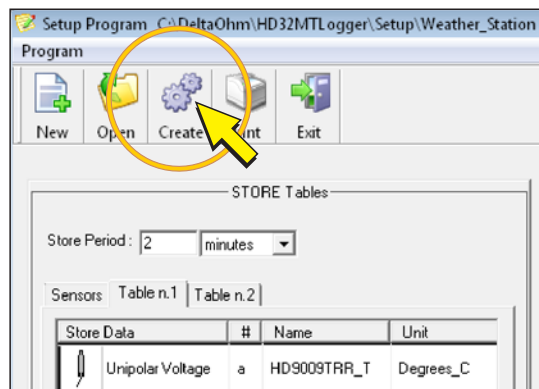 Setup Program C:\DeltaOhm\HD32MTLogger\Setup\Weather_Station
Program
New Open Create Print Exit
STORE Tables
Store Period : 2 minutes
Sensors Table n.1 Table n.2
Store Data # Name Unit
Unipolar Voltage a HD9009TRR_T Degrees_C